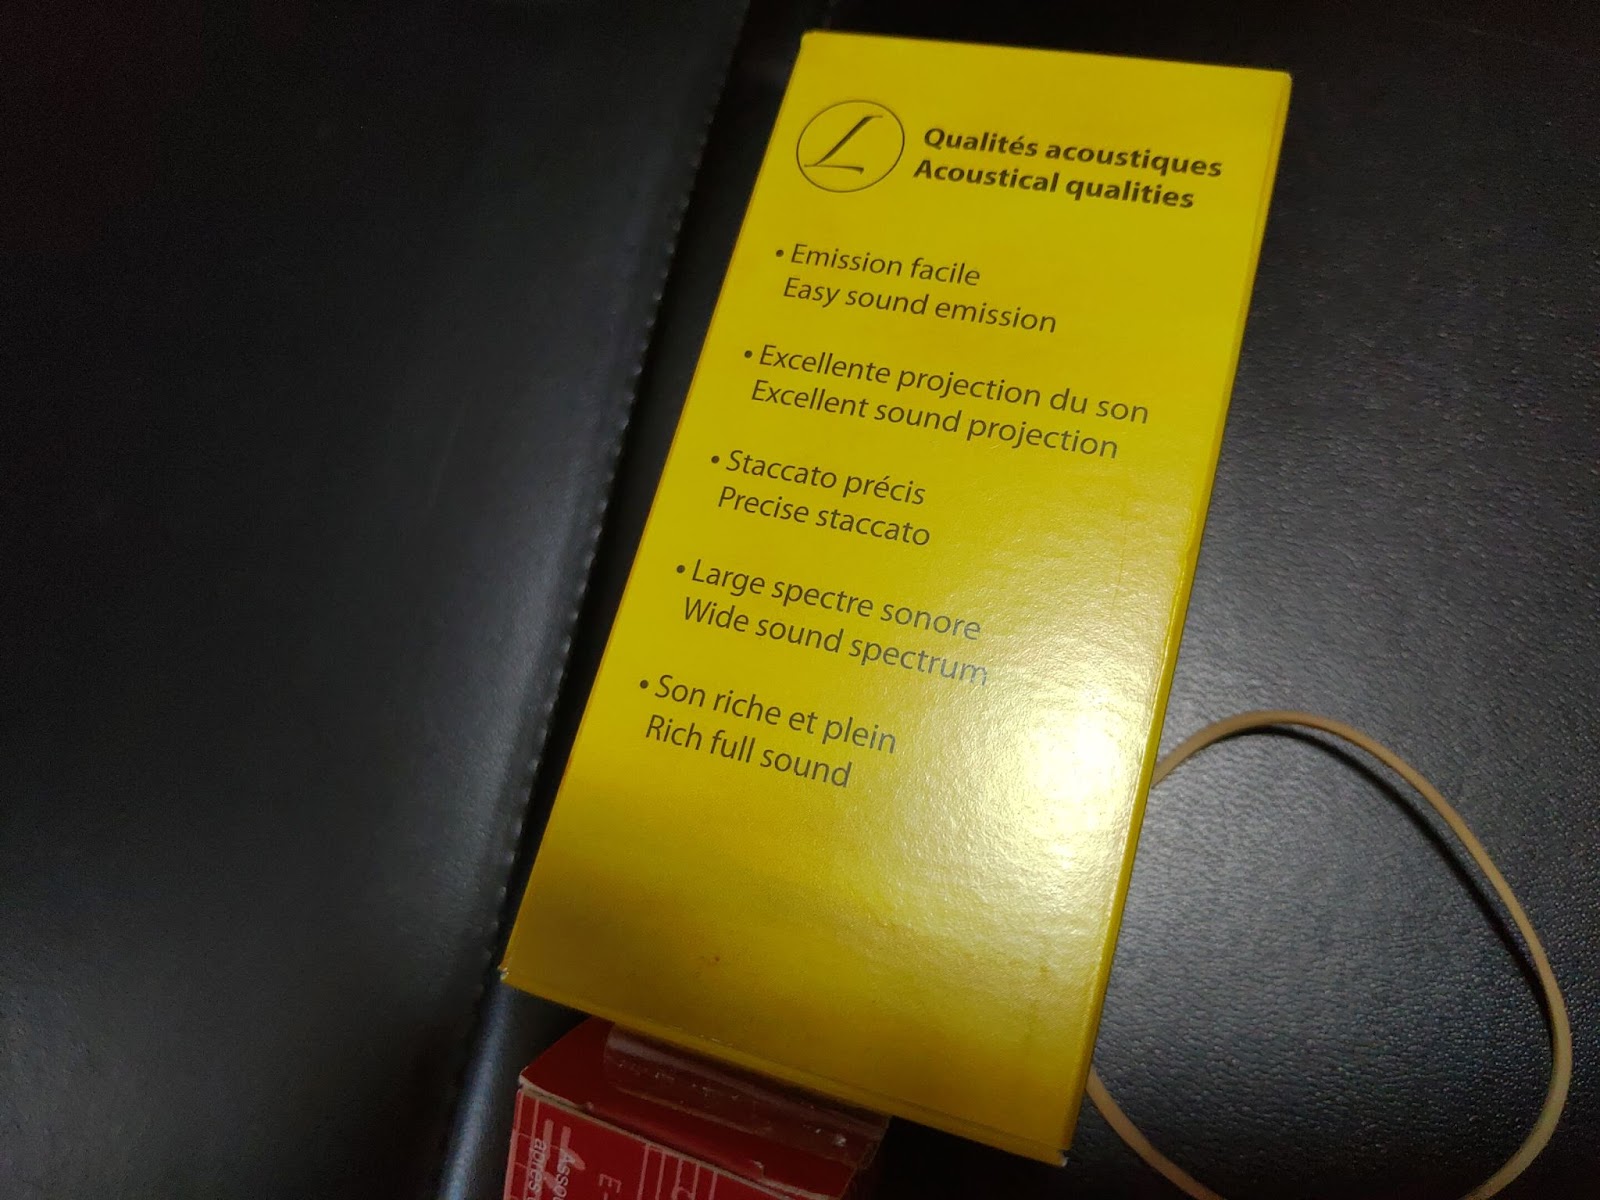 L
Qualités acoustiques
Acoustical qualities
• Emission facile
Easy sound emission
• Excellente projection du son
Excellent sound projection
• Staccato précis
Precise staccato
• Large spectre sonore
Wide sound spectrum
• Son riche et plein
Rich full sound